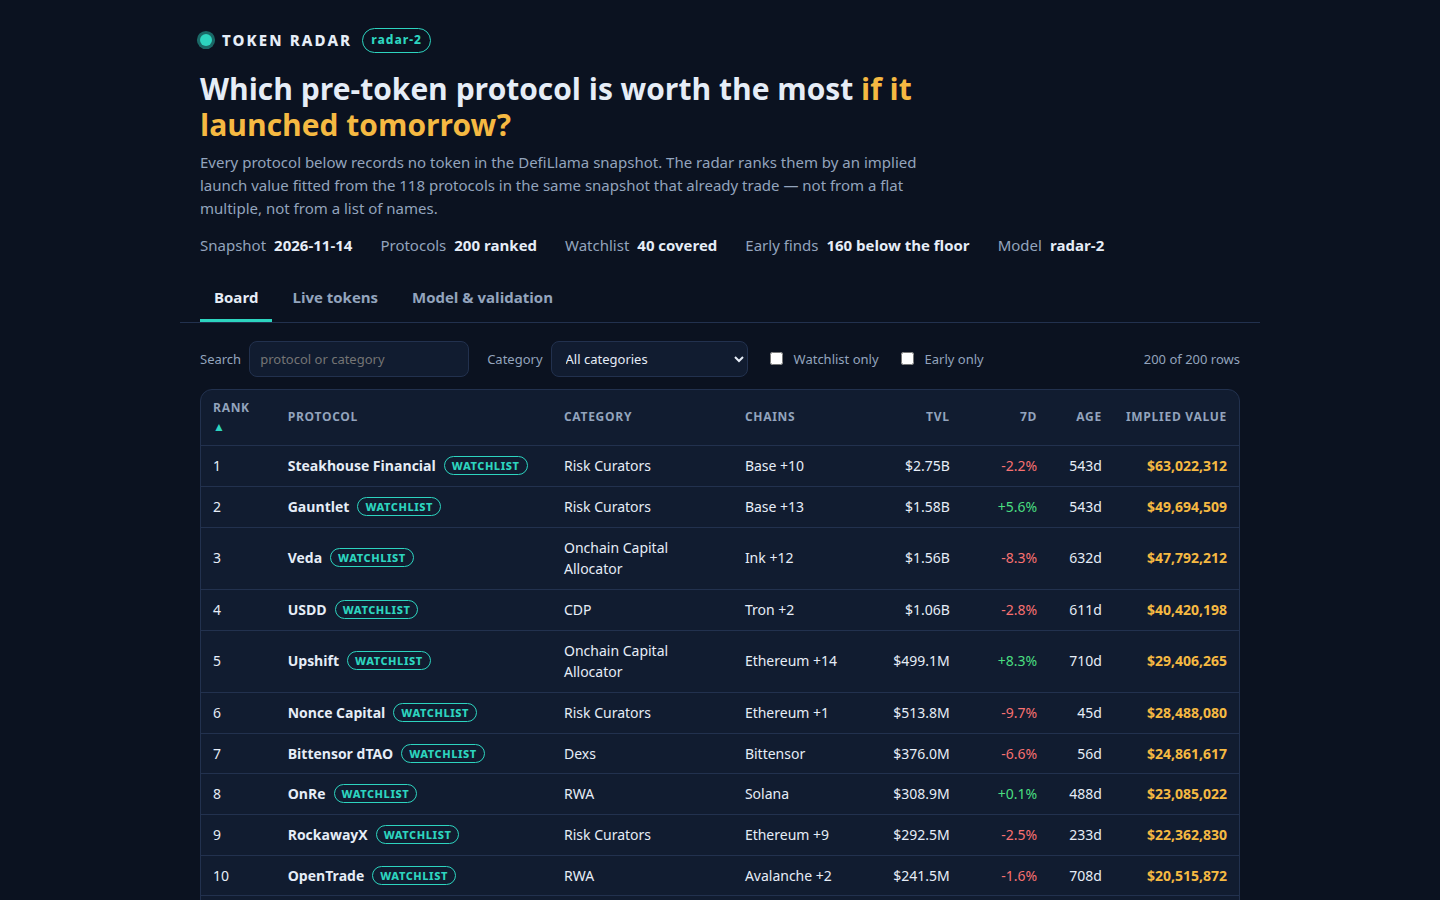 TOKEN RADAR radar-2
Which pre-token protocol is worth the most if it
launched tomorrow?
Every protocol below records no token in the DefiLlama snapshot. The radar ranks them by an implied
launch value fitted from the 118 protocols in the same snapshot that already trade — not from a flat
multiple, not from a list of names.
Snapshot 2026-11-14 Protocols 200 ranked Watchlist 40 covered Early finds 160 below the floor Model radar-2
Board Live tokens Model & validation
Search protocol or category Category All categories Watchlist only Early only 200 of 200 rows
RANK ▲ PROTOCOL CATEGORY CHAINS TVL 7D AGE IMPLIED VALUE
1 Steakhouse Financial WATCHLIST Risk Curators Base +10 $2.75B -2.2% 543d $63,022,312
2 Gauntlet WATCHLIST Risk Curators Base +13 $1.58B +5.6% 543d $49,694,509
3 Veda WATCHLIST Onchain Capital Allocator Ink +12 $1.56B -8.3% 632d $47,792,212
4 USDD WATCHLIST CDP Tron +2 $1.06B -2.8% 611d $40,420,198
5 Upshift WATCHLIST Onchain Capital Allocator Ethereum +14 $499.1M +8.3% 710d $29,406,265
6 Nonce Capital WATCHLIST Risk Curators Ethereum +1 $513.8M -9.7% 45d $28,488,080
7 Bittensor dTAO WATCHLIST Dexs Bittensor $376.0M -6.6% 56d $24,861,617
8 OnRe WATCHLIST RWA Solana $308.9M +0.1% 488d $23,085,022
9 RockawayX WATCHLIST Risk Curators Ethereum +9 $292.5M -2.5% 233d $22,362,830
10 OpenTrade WATCHLIST RWA Avalanche +2 $241.5M -1.6% 708d $20,515,872